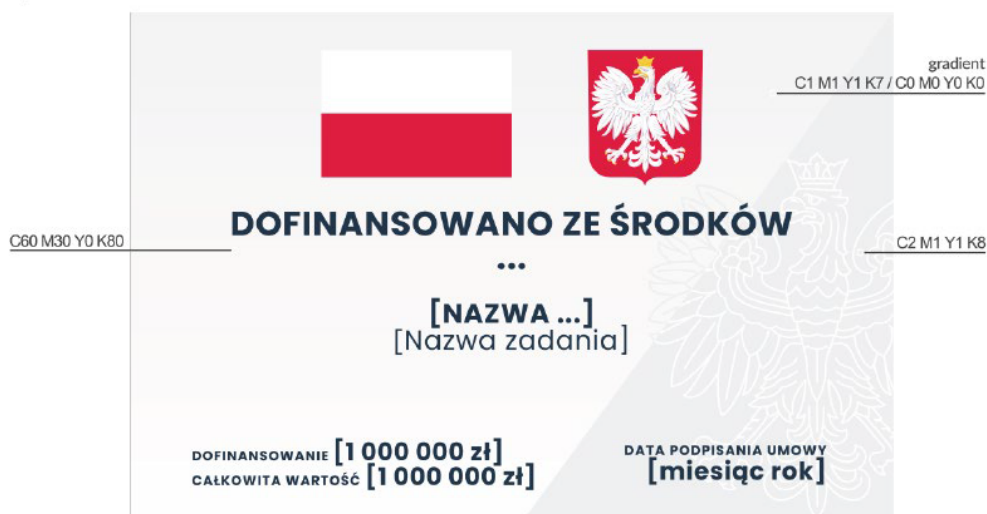 gradient
C1 M1 Y1 K7 / C0 M0 Y0 K0
DOFINANSOWANO ZE ŚRODKÓW
C60 M30 Y0 K80
C2 M1 Y1 K8
...
[NAZWA ...]
[Nazwa zadania]
DOFINANSOWANIE [1 000 000 zł]
CAŁKOWITA WARTOŚĆ [1 000 000 zł]
DATA PODPISANIA UMOWY
[miesiąc rok]